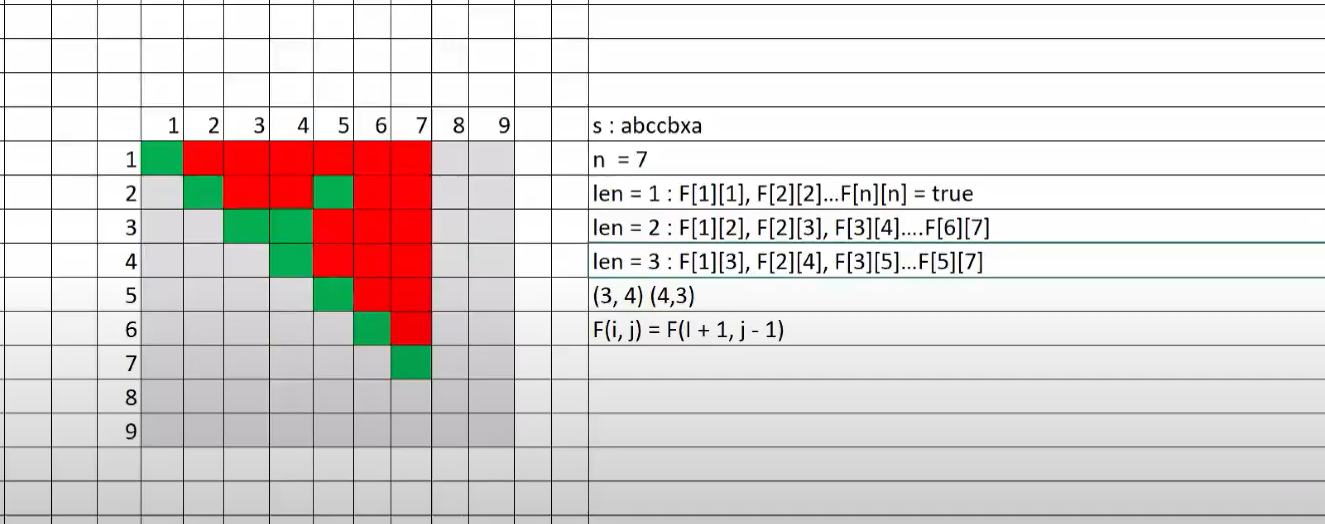 1 2 3 4 5 6 7 8 9 s : abccbxa
1 n = 7
2 len = 1 : F[1][1], F[2][2]...F[n][n] = true
3 len = 2 : F[1][2], F[2][3], F[3][4]....F[6][7]
4 len = 3 : F[1][3], F[2][4], F[3][5]...F[5][7]
5 (3, 4) (4,3)
6 F(i, j) = F(I + 1, j - 1)
7
8
9